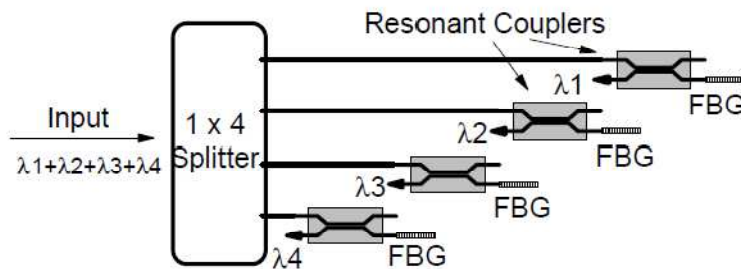 Resonant Couplers
λ1
FBG
Input
λ1+λ2+λ3+λ4
1 x 4
Splitter
λ2
FBG
λ3
FBG
λ4
FBG